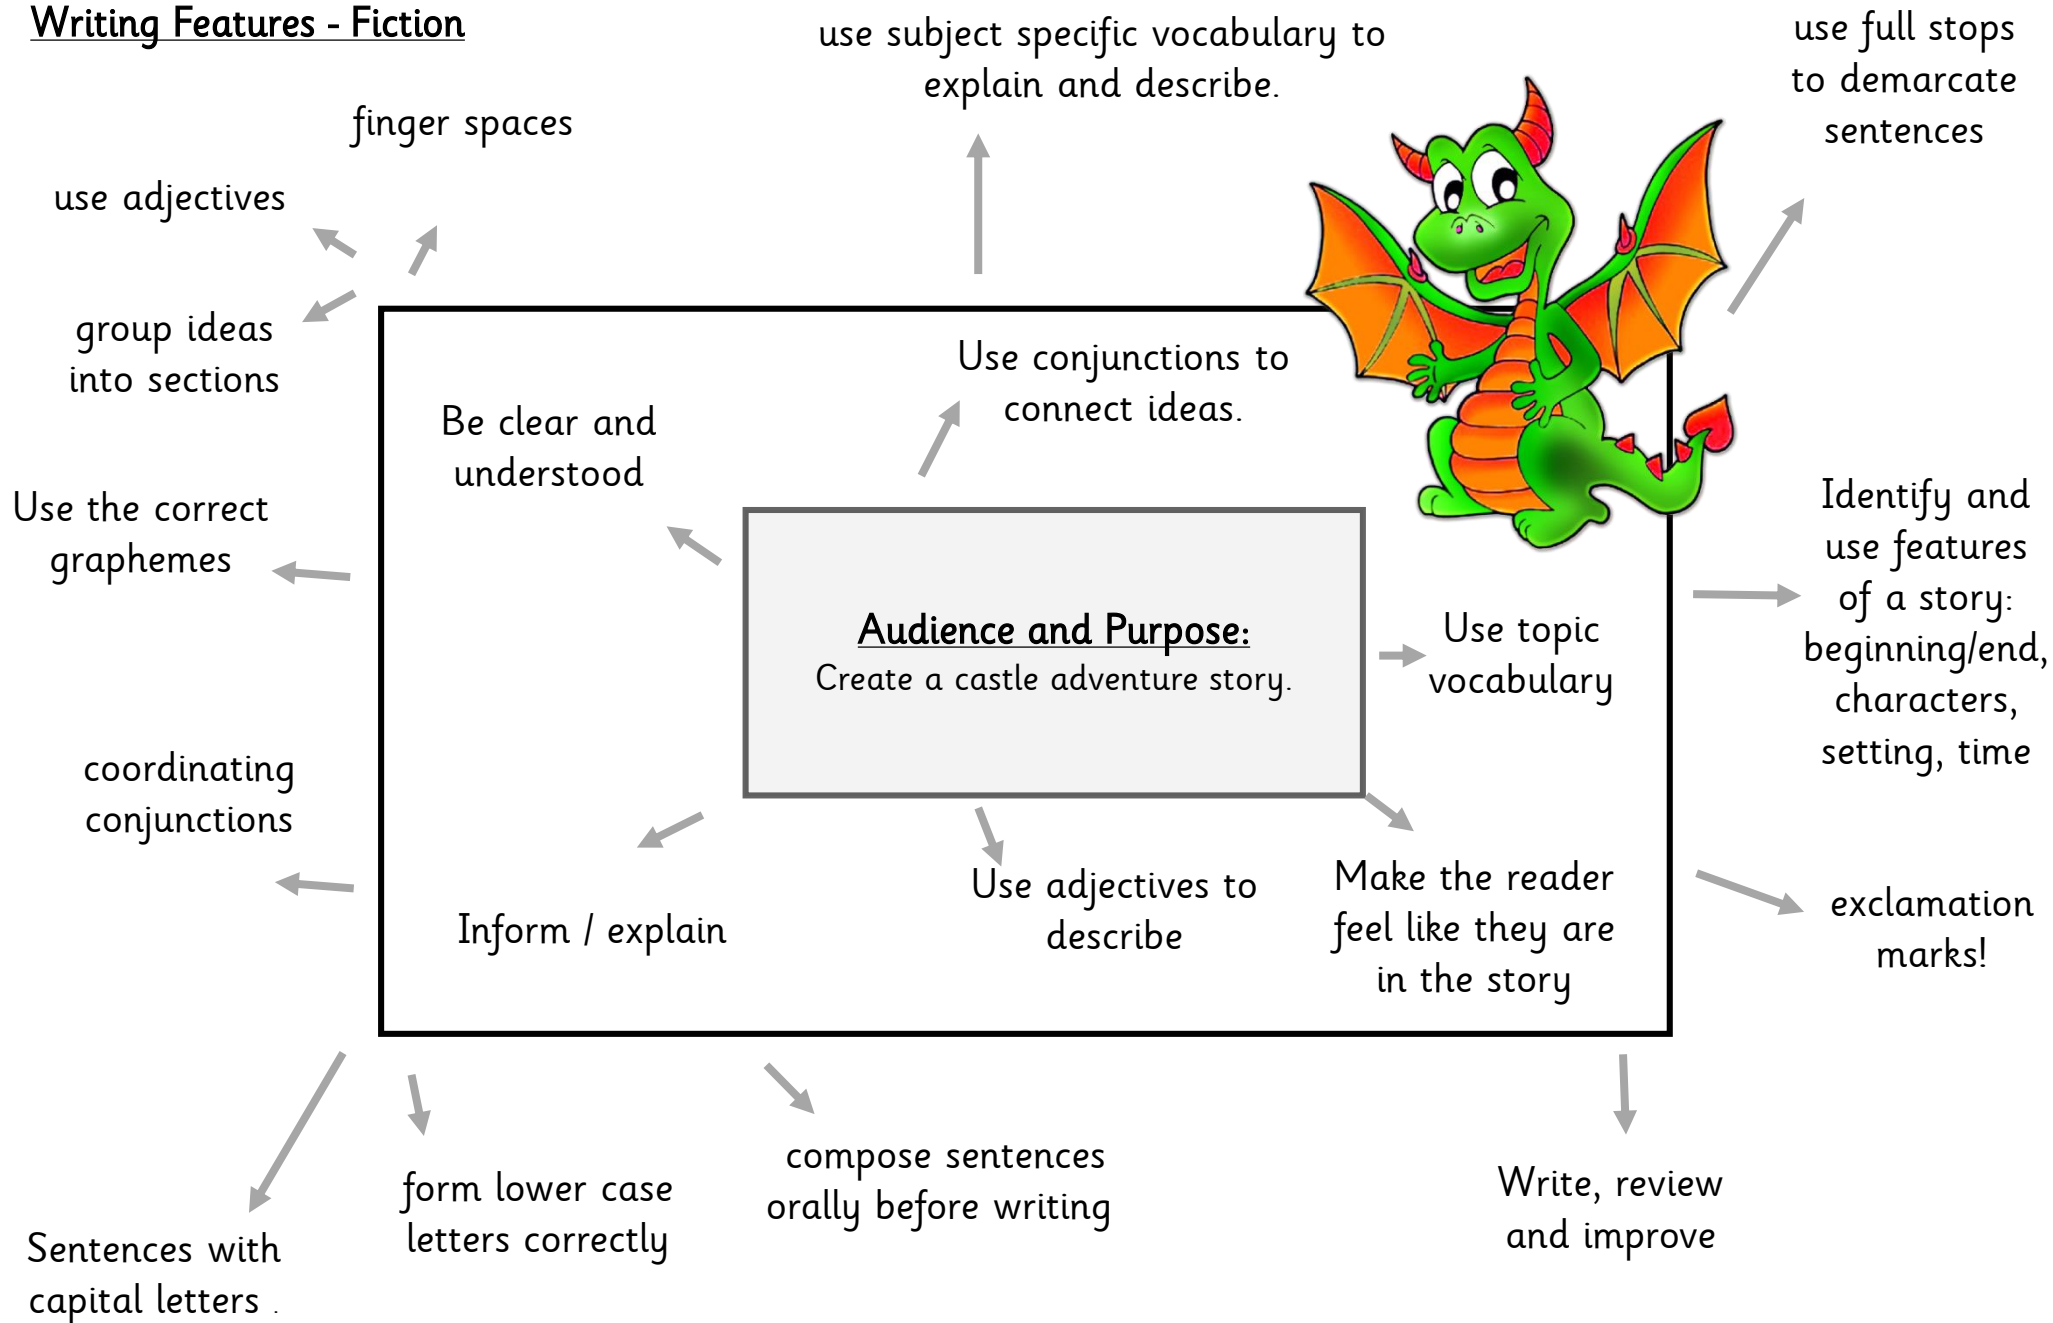 Writing Features - Fiction
use subject specific vocabulary to
explain and describe.
use full stops
to demarcate
sentences
finger spaces
use adjectives
group ideas
into sections
Use the correct
graphemes
coordinating
conjunctions
Be clear and
understood
Use conjunctions to
connect ideas.
Audience and Purpose:
Create a castle adventure story.
Use topic
vocabulary
Inform / explain
Use adjectives to
describe
Make the reader
feel like they are
in the story
Identify and
use features
of a story:
beginning/end,
characters,
setting, time
exclamation
marks!
Sentences with
capital letters .
form lower case
letters correctly
compose sentences
orally before writing
Write, review
and improve